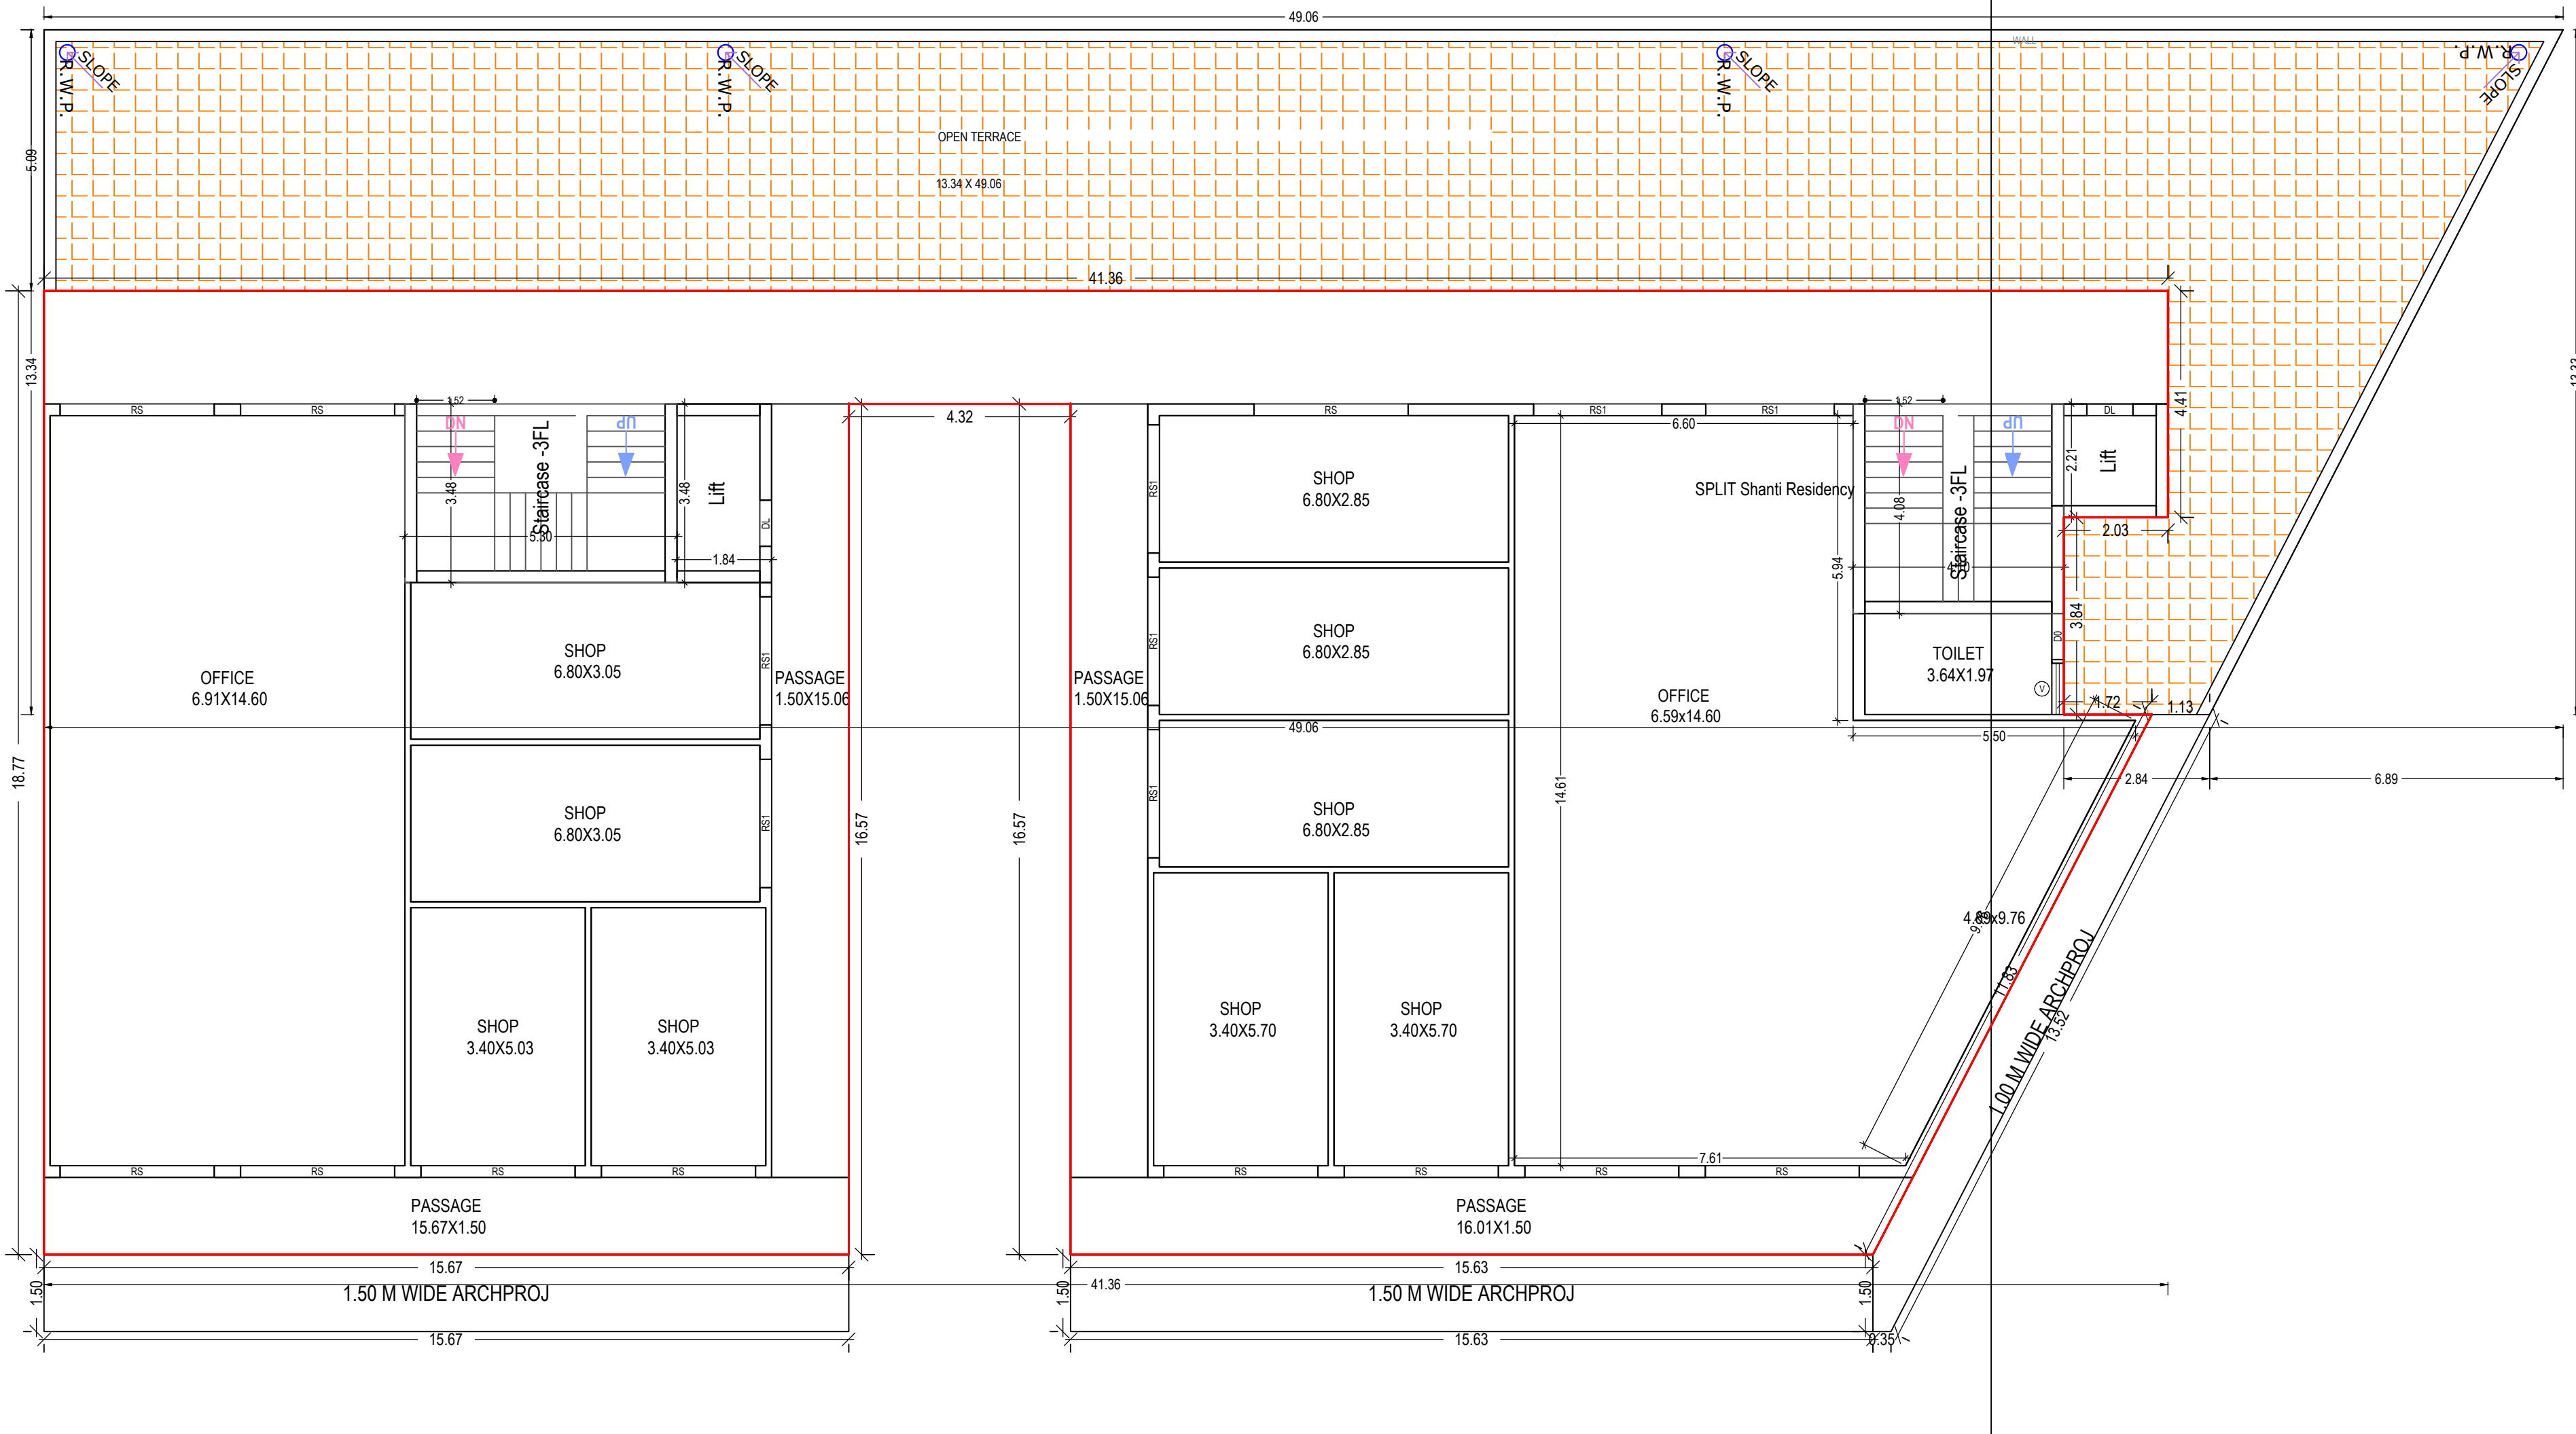 49.06
WALL
R.W.P.
SLOPE
R.W.P.
SLOPE
R.W.P.
SLOPE
R.W.P.
SLOPE
5.09
OPEN TERRACE
13.34 X 49.06
41.36
13.34
13.33
4.41
RS
RS
1.52
DN
UP
Staircase -3FL
3.48
3.48
Lift
DL
5.30
1.84
4.32
RS
RS1
RS1
6.60
1.52
DN
UP
Staircase -3FL
4.08
DL
2.21
Lift
2.03
SHOP
6.80X2.85
RS1
SPLIT Shanti Residency
5.94
3.84
SHOP
6.80X3.05
RS1
SHOP
6.80X2.85
RS1
TOILET
3.64X1.97
D0
V
OFFICE
6.91X14.60
PASSAGE
1.50X15.06
PASSAGE
1.50X15.06
OFFICE
6.59x14.60
1.72
1.13
49.06
5.50
18.77
2.84
6.89
SHOP
6.80X3.05
RS1
16.57
16.57
SHOP
6.80X2.85
RS1
14.61
4.89x9.76
11.83
1.00 M WIDE ARCHPROJ
13.52
SHOP
3.40X5.03
SHOP
3.40X5.03
SHOP
3.40X5.70
SHOP
3.40X5.70
7.61
RS
RS
RS
RS
RS
RS
RS
RS
PASSAGE
15.67X1.50
PASSAGE
16.01X1.50
15.67
15.63
1.50
1.50 M WIDE ARCHPROJ
1.50
41.36
1.50 M WIDE ARCHPROJ
1.50
15.67
15.63
0.35